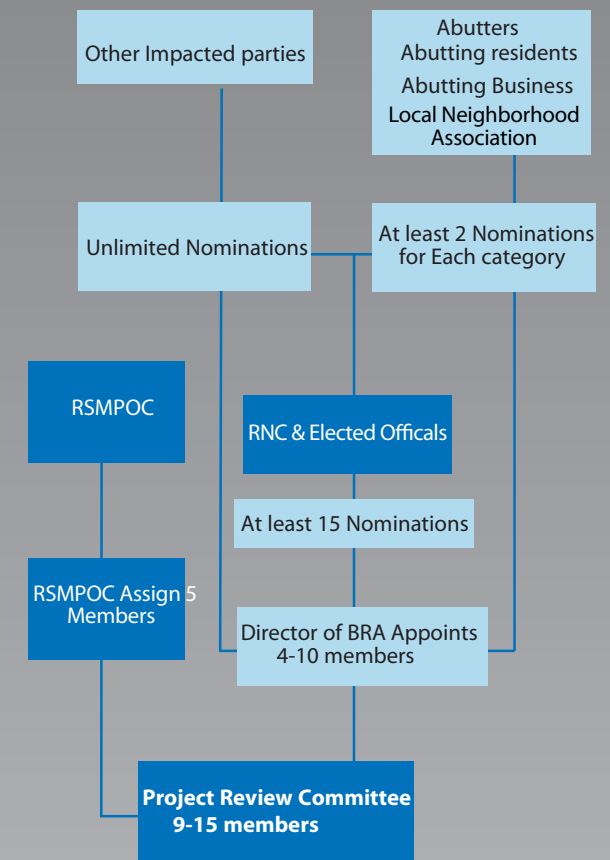 Other Impacted parties
Abutters
Abutting residents
Abutting Business
Local Neighborhood
Association
Unlimited Nominations
At least 2 Nominations
for Each category
RSMPOC
RNC & Elected Officals
At least 15 Nominations
RSMPOC Assign 5
Members
Director of BRA Appoints
4-10 members
Project Review Committee
9-15 members